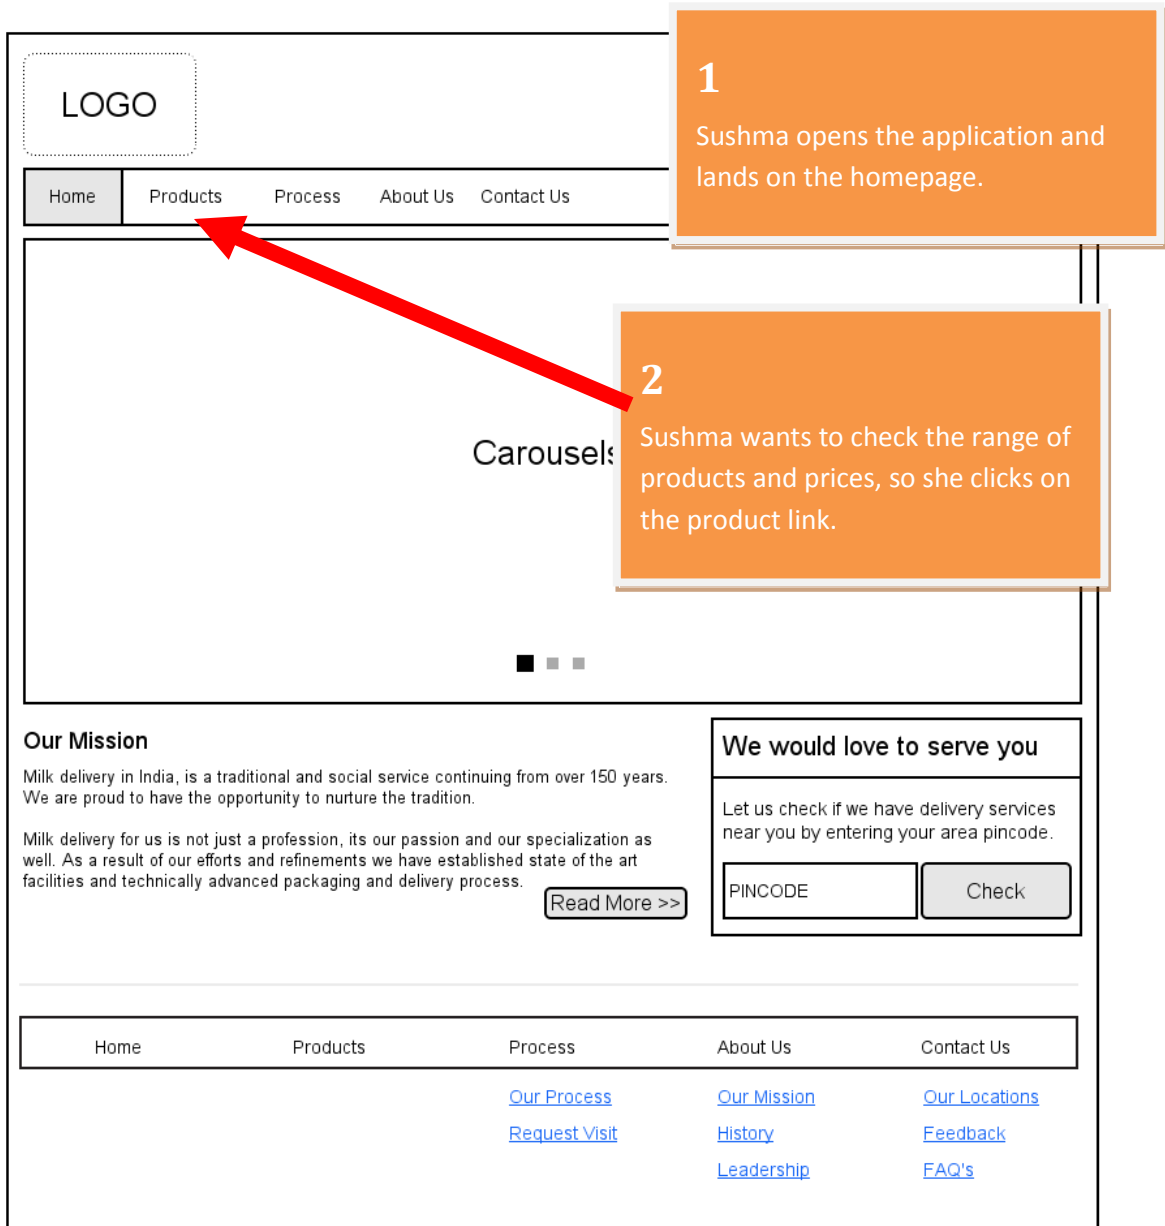 1
Sushma opens the application and
lands on the homepage.
LOGO
Home Products Process About Us Contact Us
2
Sushma wants to check the range of
products and prices, so she clicks on
the product link.
Carousels
Our Mission
Milk delivery in India, is a traditional and social service continuing from over 150 years.
We are proud to have the opportunity to nurture the tradition.
Milk delivery for us is not just a profession, its our passion and our specialization as
well. As a result of our efforts and refinements we have established state of the art
facilities and technically advanced packaging and delivery process.
Read More >>
We would love to serve you
Let us check if we have delivery services
near you by entering your area pincode.
PINCODE Check
Home Products Process About Us Contact Us
Our Process Our Mission Our Locations
Request Visit History Feedback
Leadership FAQ's